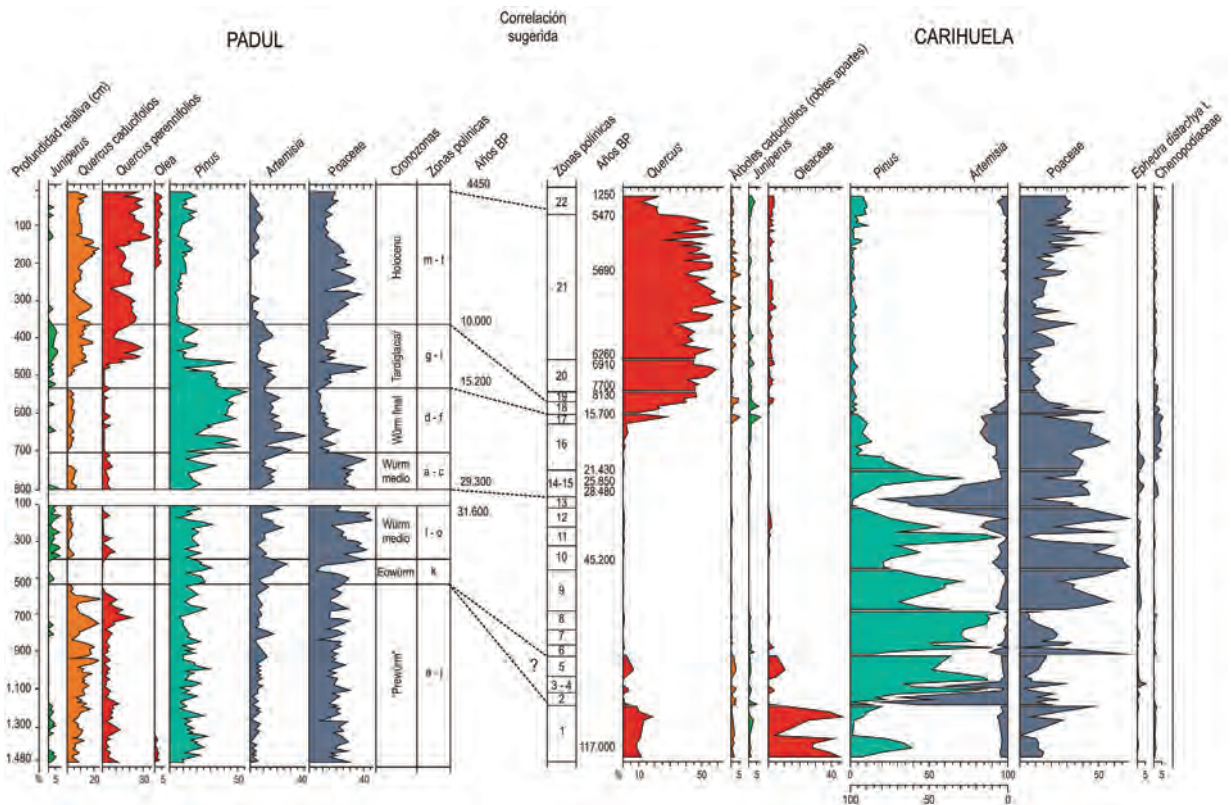 PADUL
Correlación
sugerida
CARIHUELA
Profundidad relativa (cm)
Juniperus
Quercus caducifolios
Quercus perennifolios
Olea
Pinus
Artemisia
Poaceae
Cronozonas
Zonas polínicas
Años BP
Zonas polínicas
Años BP
Quercus
Árboles caducifolios (robles apartes)
Juniperus
Oleaceae
Pinus
Artemisia
Poaceae
Ephedra distachya t.
Chenopodiaceae
100
200
300
400
500
600
700
800
100
300
500
700
900
1.100
1.300
1.480
Holoceno
Tardiglacial
Würm final
Würm
medio
Würm
medio
Eowürm
"Prewürm"
m - t
g - l
d - f
a - c
l - o
k
a - j
4450
10.000
15.200
29.300
31.600
?
22
21
20
19
18
17
16
14-15
13
12
11
10
9
8
7
6
5
3 - 4
2
1
1250
5470
5690
6260
6910
7700
8130
15.700
21.430
25.850
28.480
45.200
117.000
% 5 20 30 5 50 40 40
% 10 50 5 5 40 0 50 100 50 5 5
100 50 0